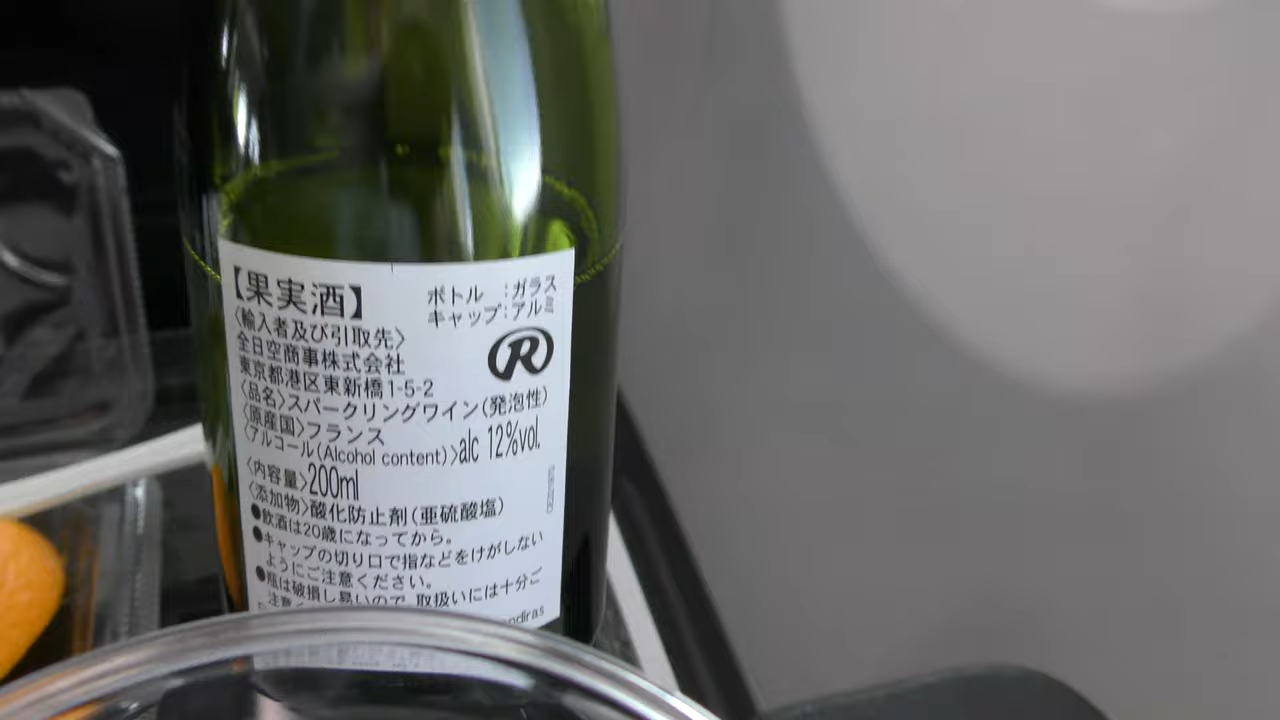 【果実酒】
ボトル :ガラス
キャップ:アルミ
〈輸入者及び引取先〉
全日空商事株式会社
東京都港区東新橋1-5-2
R
〈品名〉スパークリングワイン(発泡性)
〈原産国〉フランス
〈アルコール(Alcohol content)〉alc 12%vol.
〈内容量〉200ml
〈添加物〉酸化防止剤(亜硫酸塩)
●飲酒は20歳になってから。
●キャップの切り口で指などをけがしない
ようにご注意ください。
●瓶は破損し易いので、取扱いには十分ご
注意